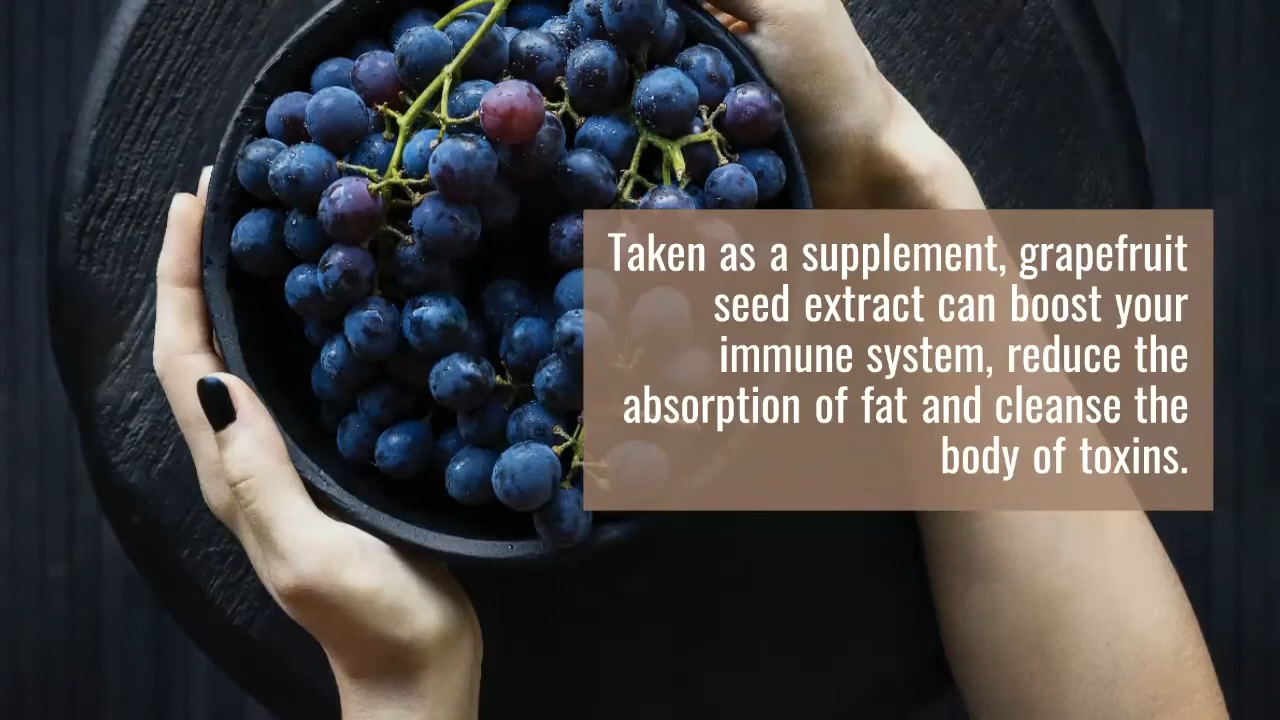 Taken as a supplement, grapefruit
seed extract can boost your
immune system, reduce the
absorption of fat and cleanse the
body of toxins.